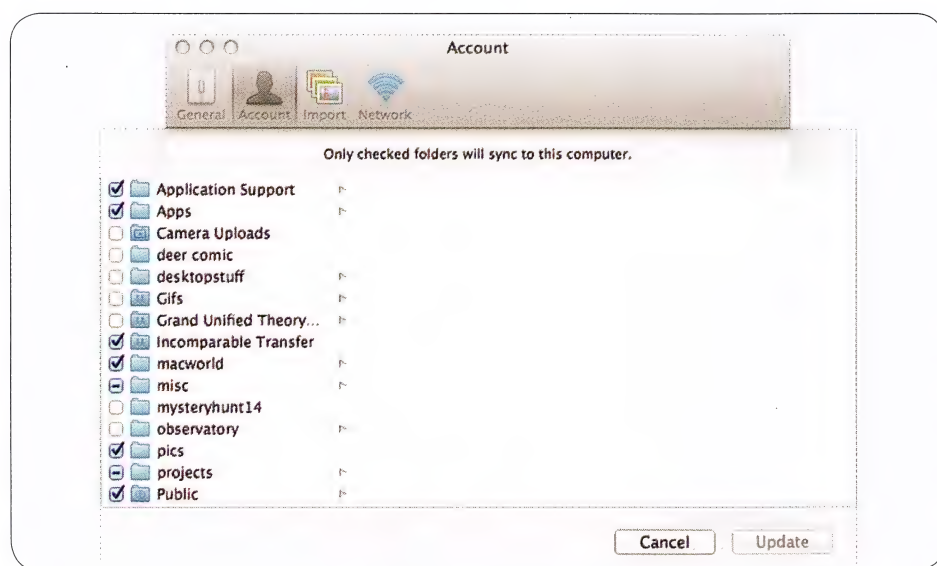 Account
General Account Import Network
Only checked folders will sync to this computer.
Application Support
Apps
Camera Uploads
deer comic
desktopstuff
Gifs
Grand Unified Theory...
Incomparable Transfer
macworld
misc
mysteryhunt14
observatory
pics
projects
Public
Cancel Update